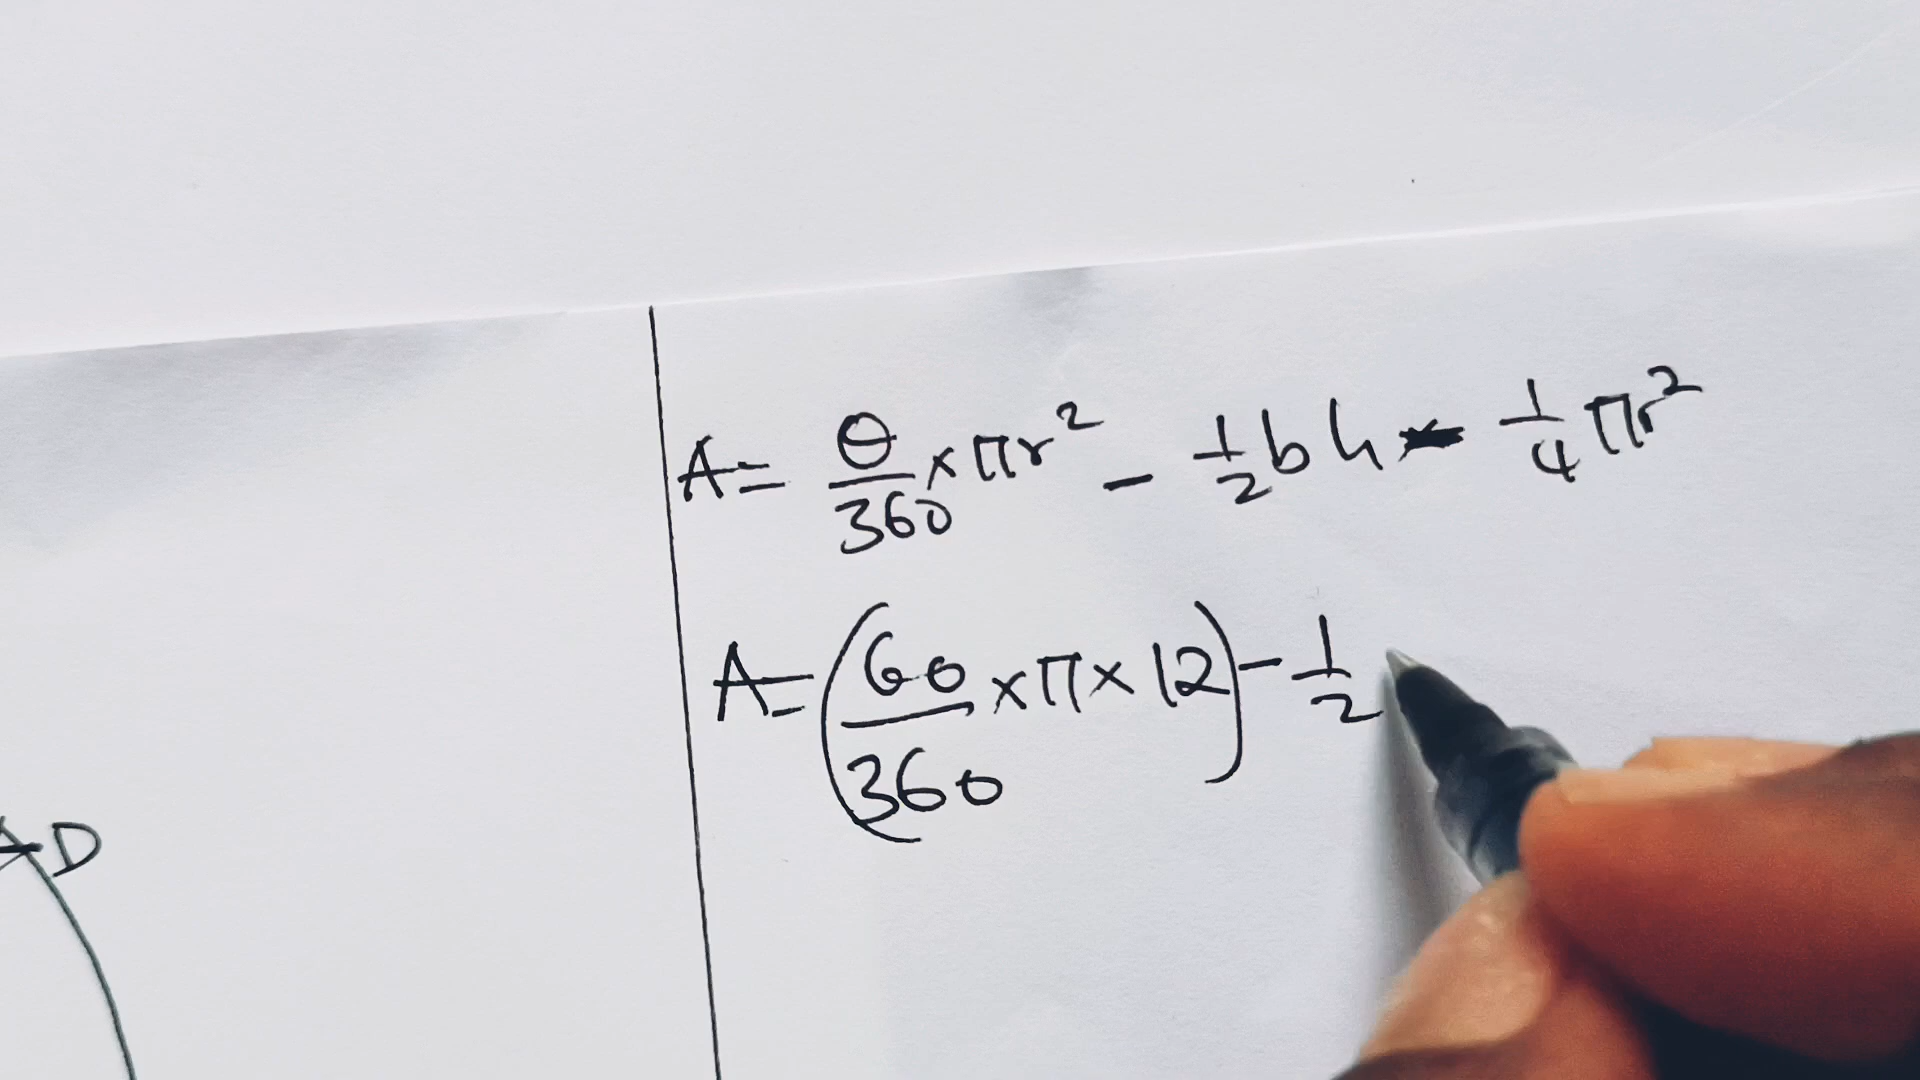 A = θ/360 × πr² - ½bh - ¼πr²
A = (60/360 × π × 12) - ½
D